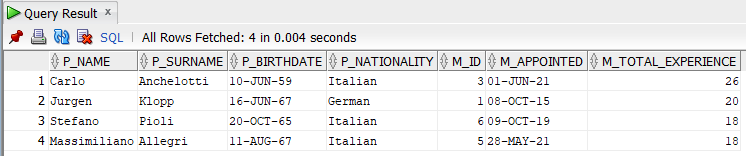 Query Result x
SQL | All Rows Fetched: 4 in 0.004 seconds
P_NAME P_SURNAME P_BIRTHDATE P_NATIONALITY M_ID M_APPOINTED M_TOTAL_EXPERIENCE
1 Carlo Anchelotti 10-JUN-59 Italian 3 01-JUN-21 26
2 Jurgen Klopp 16-JUN-67 German 1 08-OCT-15 20
3 Stefano Pioli 20-OCT-65 Italian 6 09-OCT-19 18
4 Massimiliano Allegri 11-AUG-67 Italian 5 28-MAY-21 18